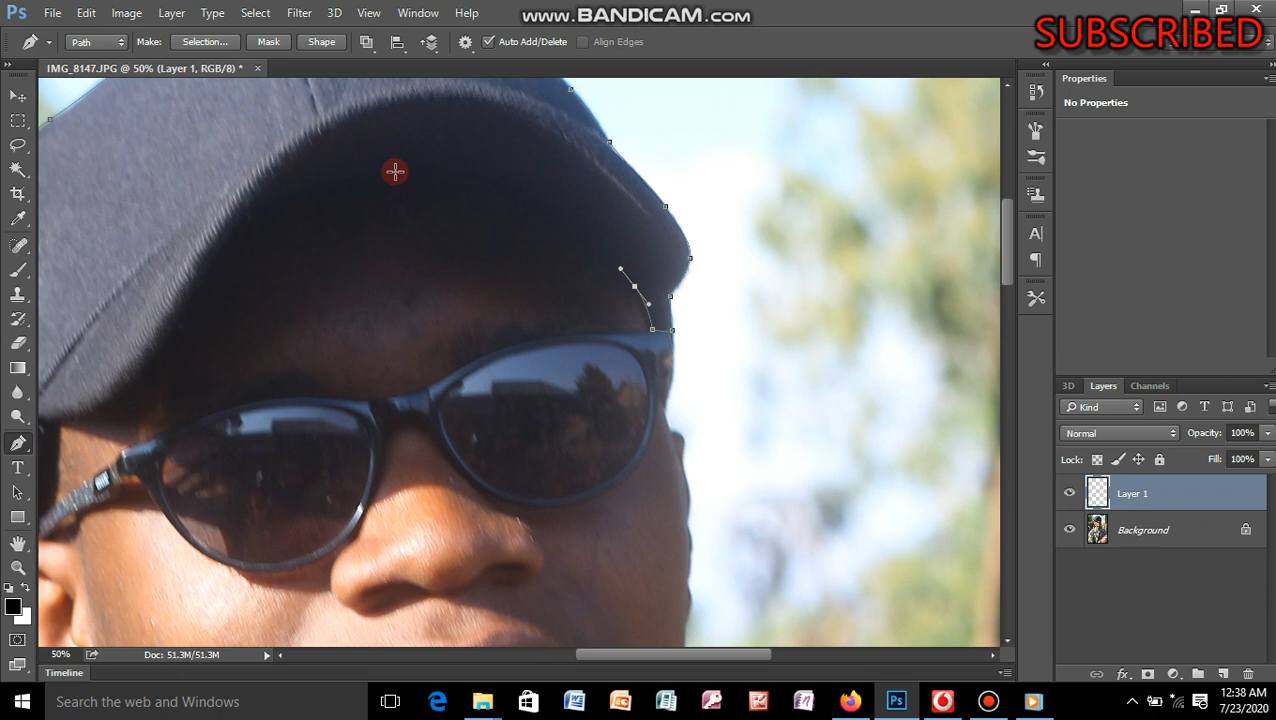 Ps File Edit Image Layer Type Select Filter 3D View Window Help
www.BANDICAM.com
SUBSCRIBED
Path Make: Selection... Mask Shape Auto Add/Delete Align Edges
IMG_8147.JPG @ 50% (Layer 1, RGB/8) *
Properties
No Properties
3D Layers Channels
Kind
Normal Opacity: 100%
Lock: Fill: 100%
Layer 1
Background
50% Doc: 51.3M/51.3M
Timeline
Search the web and Windows
12:38 AM
7/23/2020